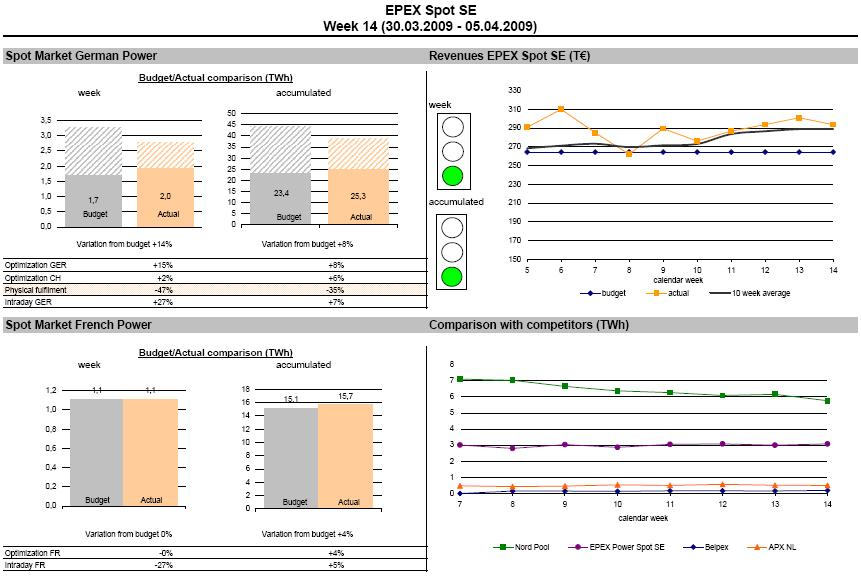 EPEX Spot SE
Week 14 (30.03.2009 - 05.04.2009)
Spot Market German Power
Budget/Actual comparison (TWh)
week
accumulated
3,5
3,0
2,5
2,0
1,5
1,0
0,5
0,0
1,7
Budget
2,0
Actual
50
45
40
35
30
25
20
15
10
5
0
23,4
Budget
25,3
Actual
Variation from budget +14%
Variation from budget +8%
Optimization GER +15% +8%
Optimization CH +2% +6%
Physical fulfilment -47% -35%
Intraday GER +27% +7%
Revenues EPEX Spot SE (T€)
week
accumulated
330
310
290
270
250
230
210
190
170
150
5 6 7 8 9 10 11 12 13 14
calendar week
budget actual 10 week average
Spot Market French Power
Budget/Actual comparison (TWh)
week
accumulated
1,2
1,0
0,8
0,6
0,4
0,2
0,0
1,1
1,1
Budget
Actual
18
16
14
12
10
8
6
4
2
0
15,1
15,7
Budget
Actual
Variation from budget 0%
Variation from budget +4%
Optimization FR -0% +4%
Intraday FR -27% +5%
Comparison with competitors (TWh)
8
7
6
5
4
3
2
1
0
7 8 9 10 11 12 13 14
calendar week
Nord Pool EPEX Power Spot SE Belpex APX NL